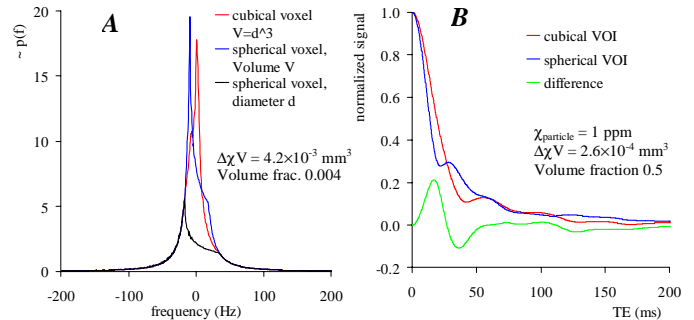 A
cubical voxel
V=d^3
spherical voxel,
Volume V
spherical voxel,
diameter d
ΔχV = 4.2×10⁻³ mm³
Volume frac. 0.004
~ p(f)
20
15
10
5
0
-200
-100
0
100
200
frequency (Hz)
B
cubical VOI
spherical VOI
difference
χparticle = 1 ppm
ΔχV = 2.6×10⁻⁴ mm³
Volume fraction 0.5
normalized signal
1.0
0.8
0.6
0.4
0.2
0.0
-0.2
0
50
100
150
200
TE (ms)